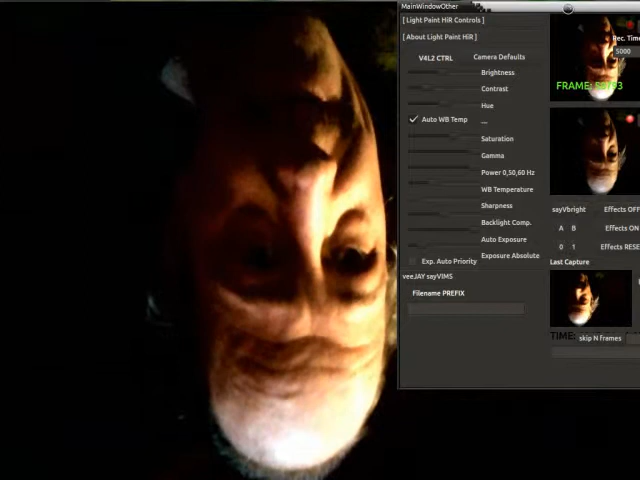 MainWindowOther
[ Light Paint HiR Controls ]
[ About Light Paint HiR ]
Rec. Time
5000
V4L2 CTRL
Camera Defaults
Brightness
FRAME:
Contrast
Hue
Auto WB Temp
---
Saturation
Gamma
Power 0,50,60 Hz
WB Temperature
Sharpness
sayVbright
Effects OFF
Backlight Comp.
A B
Effects ON
Auto Exposure
0 1
Effects RESE
Exposure Absolute
Exp. Auto Priority
Last Capture
veeJAY sayVIMS
Filename PREFIX
TIME:
skip N frames